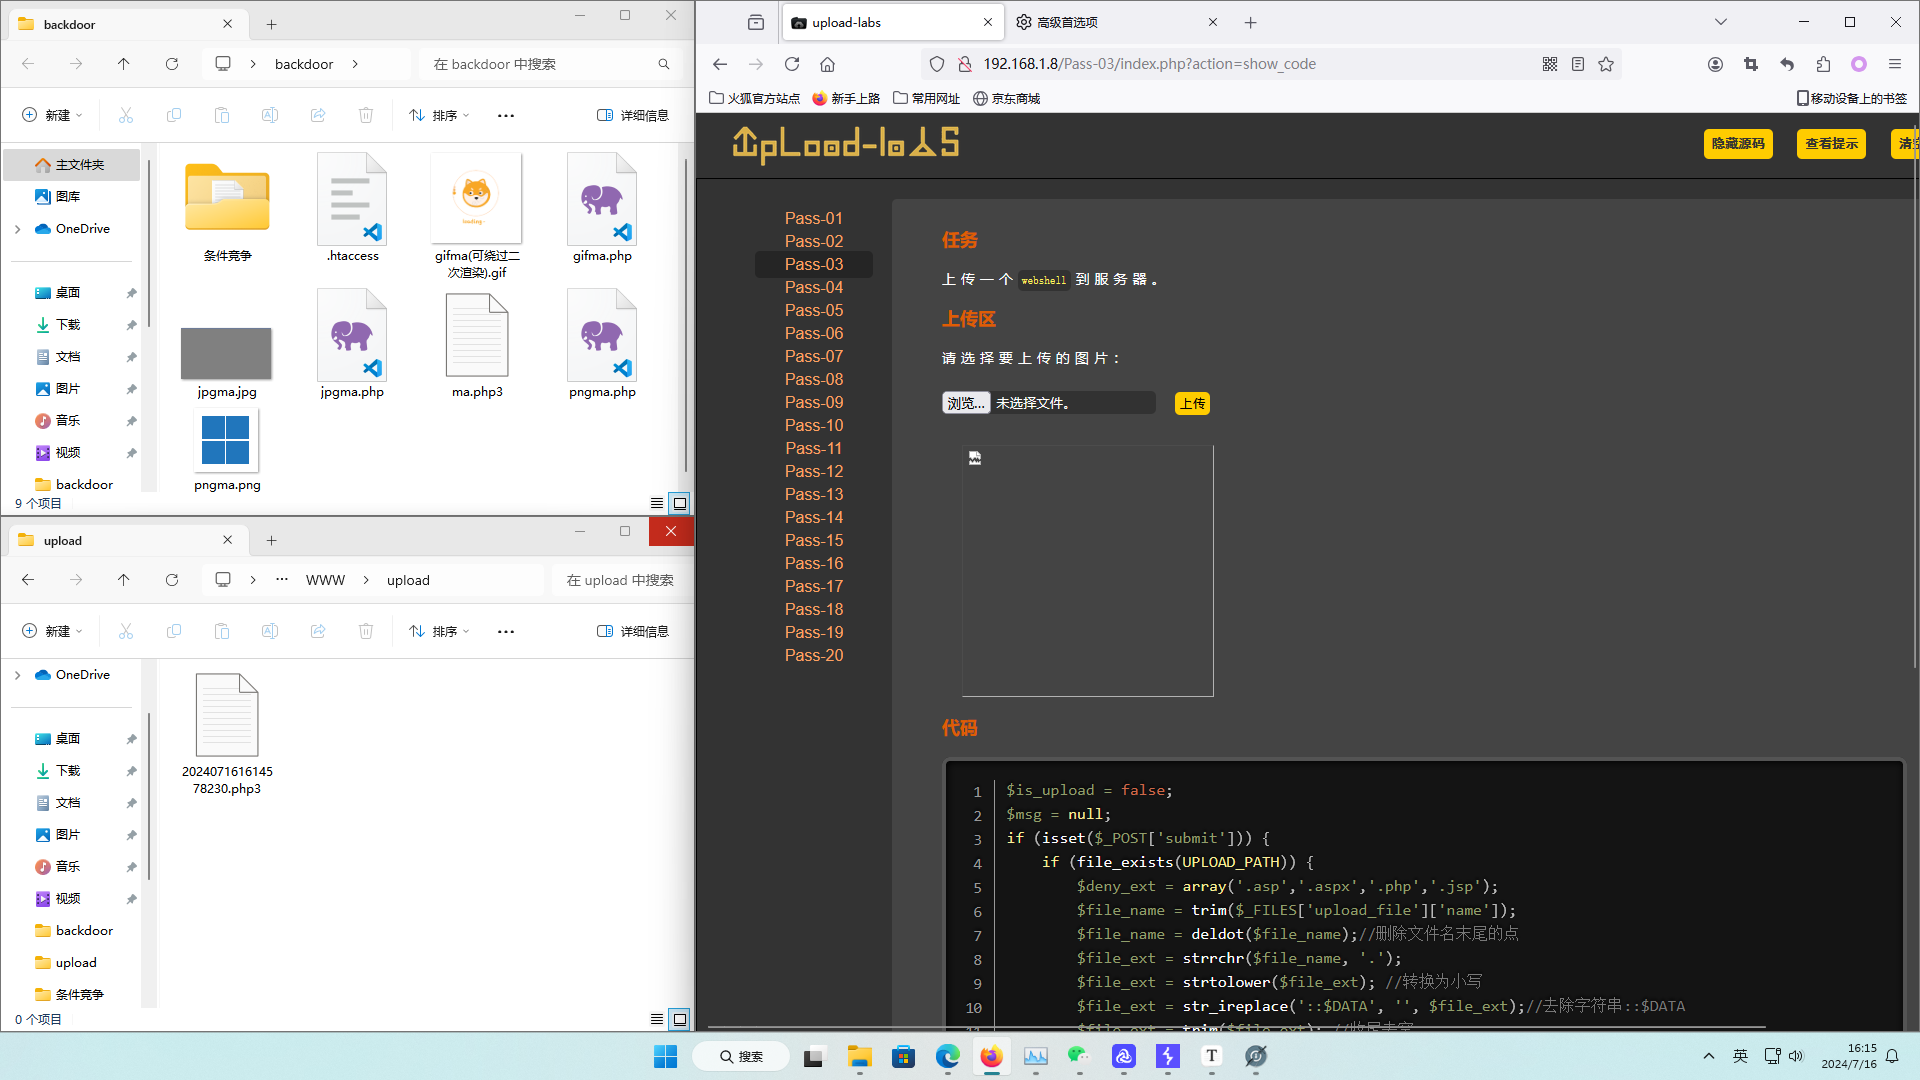 backdoor
backdoor
在 backdoor 中搜索
新建
排序
详细信息
主文件夹
图库
OneDrive
桌面
下载
文档
图片
音乐
视频
backdoor
条件竞争
.htaccess
gifma(可绕过二
次渲染).gif
gifma.php
jpgma.jpg
jpgma.php
ma.php3
pngma.php
pngma.png
9 个项目
upload
WWW
upload
在 upload 中搜索
新建
排序
详细信息
OneDrive
桌面
下载
文档
图片
音乐
视频
backdoor
upload
条件竞争
2024071616145
78230.php3
0 个项目
upload-labs
高级首选项
192.168.1.8/Pass-03/index.php?action=show_code
火狐官方站点
新手上路
常用网址
京东商城
移动设备上的书签
UpLoad-labs
隐藏源码
查看提示
Pass-01
Pass-02
Pass-03
Pass-04
Pass-05
Pass-06
Pass-07
Pass-08
Pass-09
Pass-10
Pass-11
Pass-12
Pass-13
Pass-14
Pass-15
Pass-16
Pass-17
Pass-18
Pass-19
Pass-20
任务
上传一个 webshell 到服务器。
上传区
请选择要上传的图片：
浏览... 未选择文件。
上传
代码
1 $is_upload = false;
2 $msg = null;
3 if (isset($_POST['submit'])) {
4 if (file_exists(UPLOAD_PATH)) {
5 $deny_ext = array('.asp','.aspx','.php','.jsp');
6 $file_name = trim($_FILES['upload_file']['name']);
7 $file_name = deldot($file_name);//删除文件名末尾的点
8 $file_ext = strrchr($file_name, '.');
9 $file_ext = strtolower($file_ext); //转换为小写
10 $file_ext = str_ireplace('::$DATA', '', $file_ext);//去除字符串::$DATA
11 $file_ext = trim($file_ext); //收尾去空
搜索
英
16:15
2024/7/16